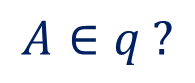 A ∈ q ?